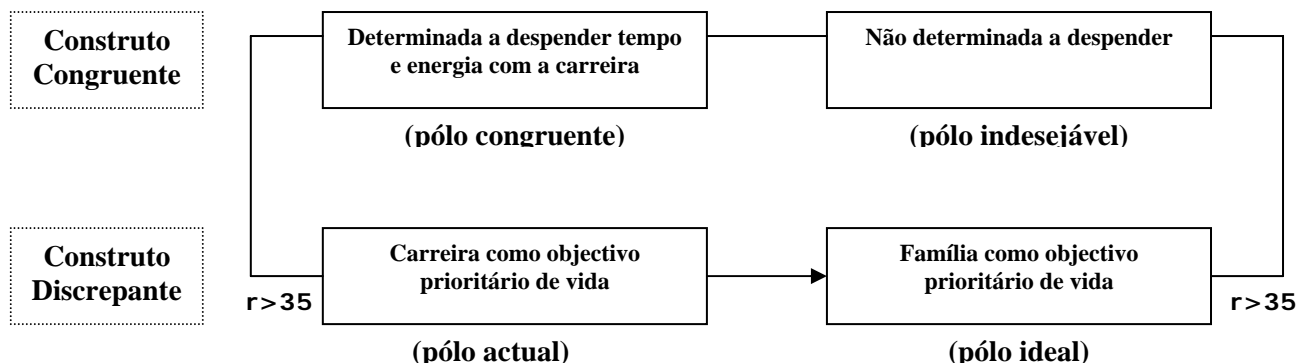 Construto
Congruente
Determinada a despender tempo
e energia com a carreira
Não determinada a despender
(pólo congruente)
(pólo indesejável)
Construto
Discrepante
Carreira como objectivo
prioritário de vida
Família como objectivo
prioritário de vida
r>35
r>35
(pólo actual)
(pólo ideal)